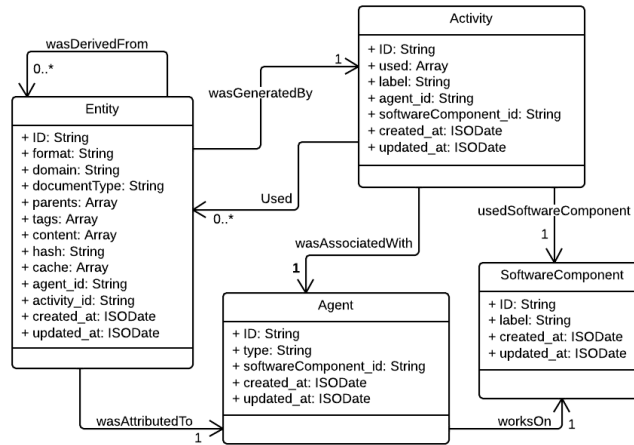 Activity
+ ID: String
+ used: Array
+ label: String
+ agent_id: String
+ softwareComponent_id: String
+ created_at: ISODate
+ updated_at: ISODate
wasDerivedFrom
0..*
1
wasGeneratedBy
Entity
+ ID: String
+ format: String
+ domain: String
+ documentType: String
+ parents: Array
+ tags: Array
+ content: Array
+ hash: String
+ cache: Array
+ agent_id: String
+ activity_id: String
+ created_at: ISODate
+ updated_at: ISODate
Used
0..*
usedSoftwareComponent
1
wasAssociatedWith
1
SoftwareComponent
+ ID: String
+ label: String
+ created_at: ISODate
+ updated_at: ISODate
Agent
+ ID: String
+ type: String
+ softwareComponent_id: String
+ created_at: ISODate
+ updated_at: ISODate
wasAttributedTo
1
worksOn
1